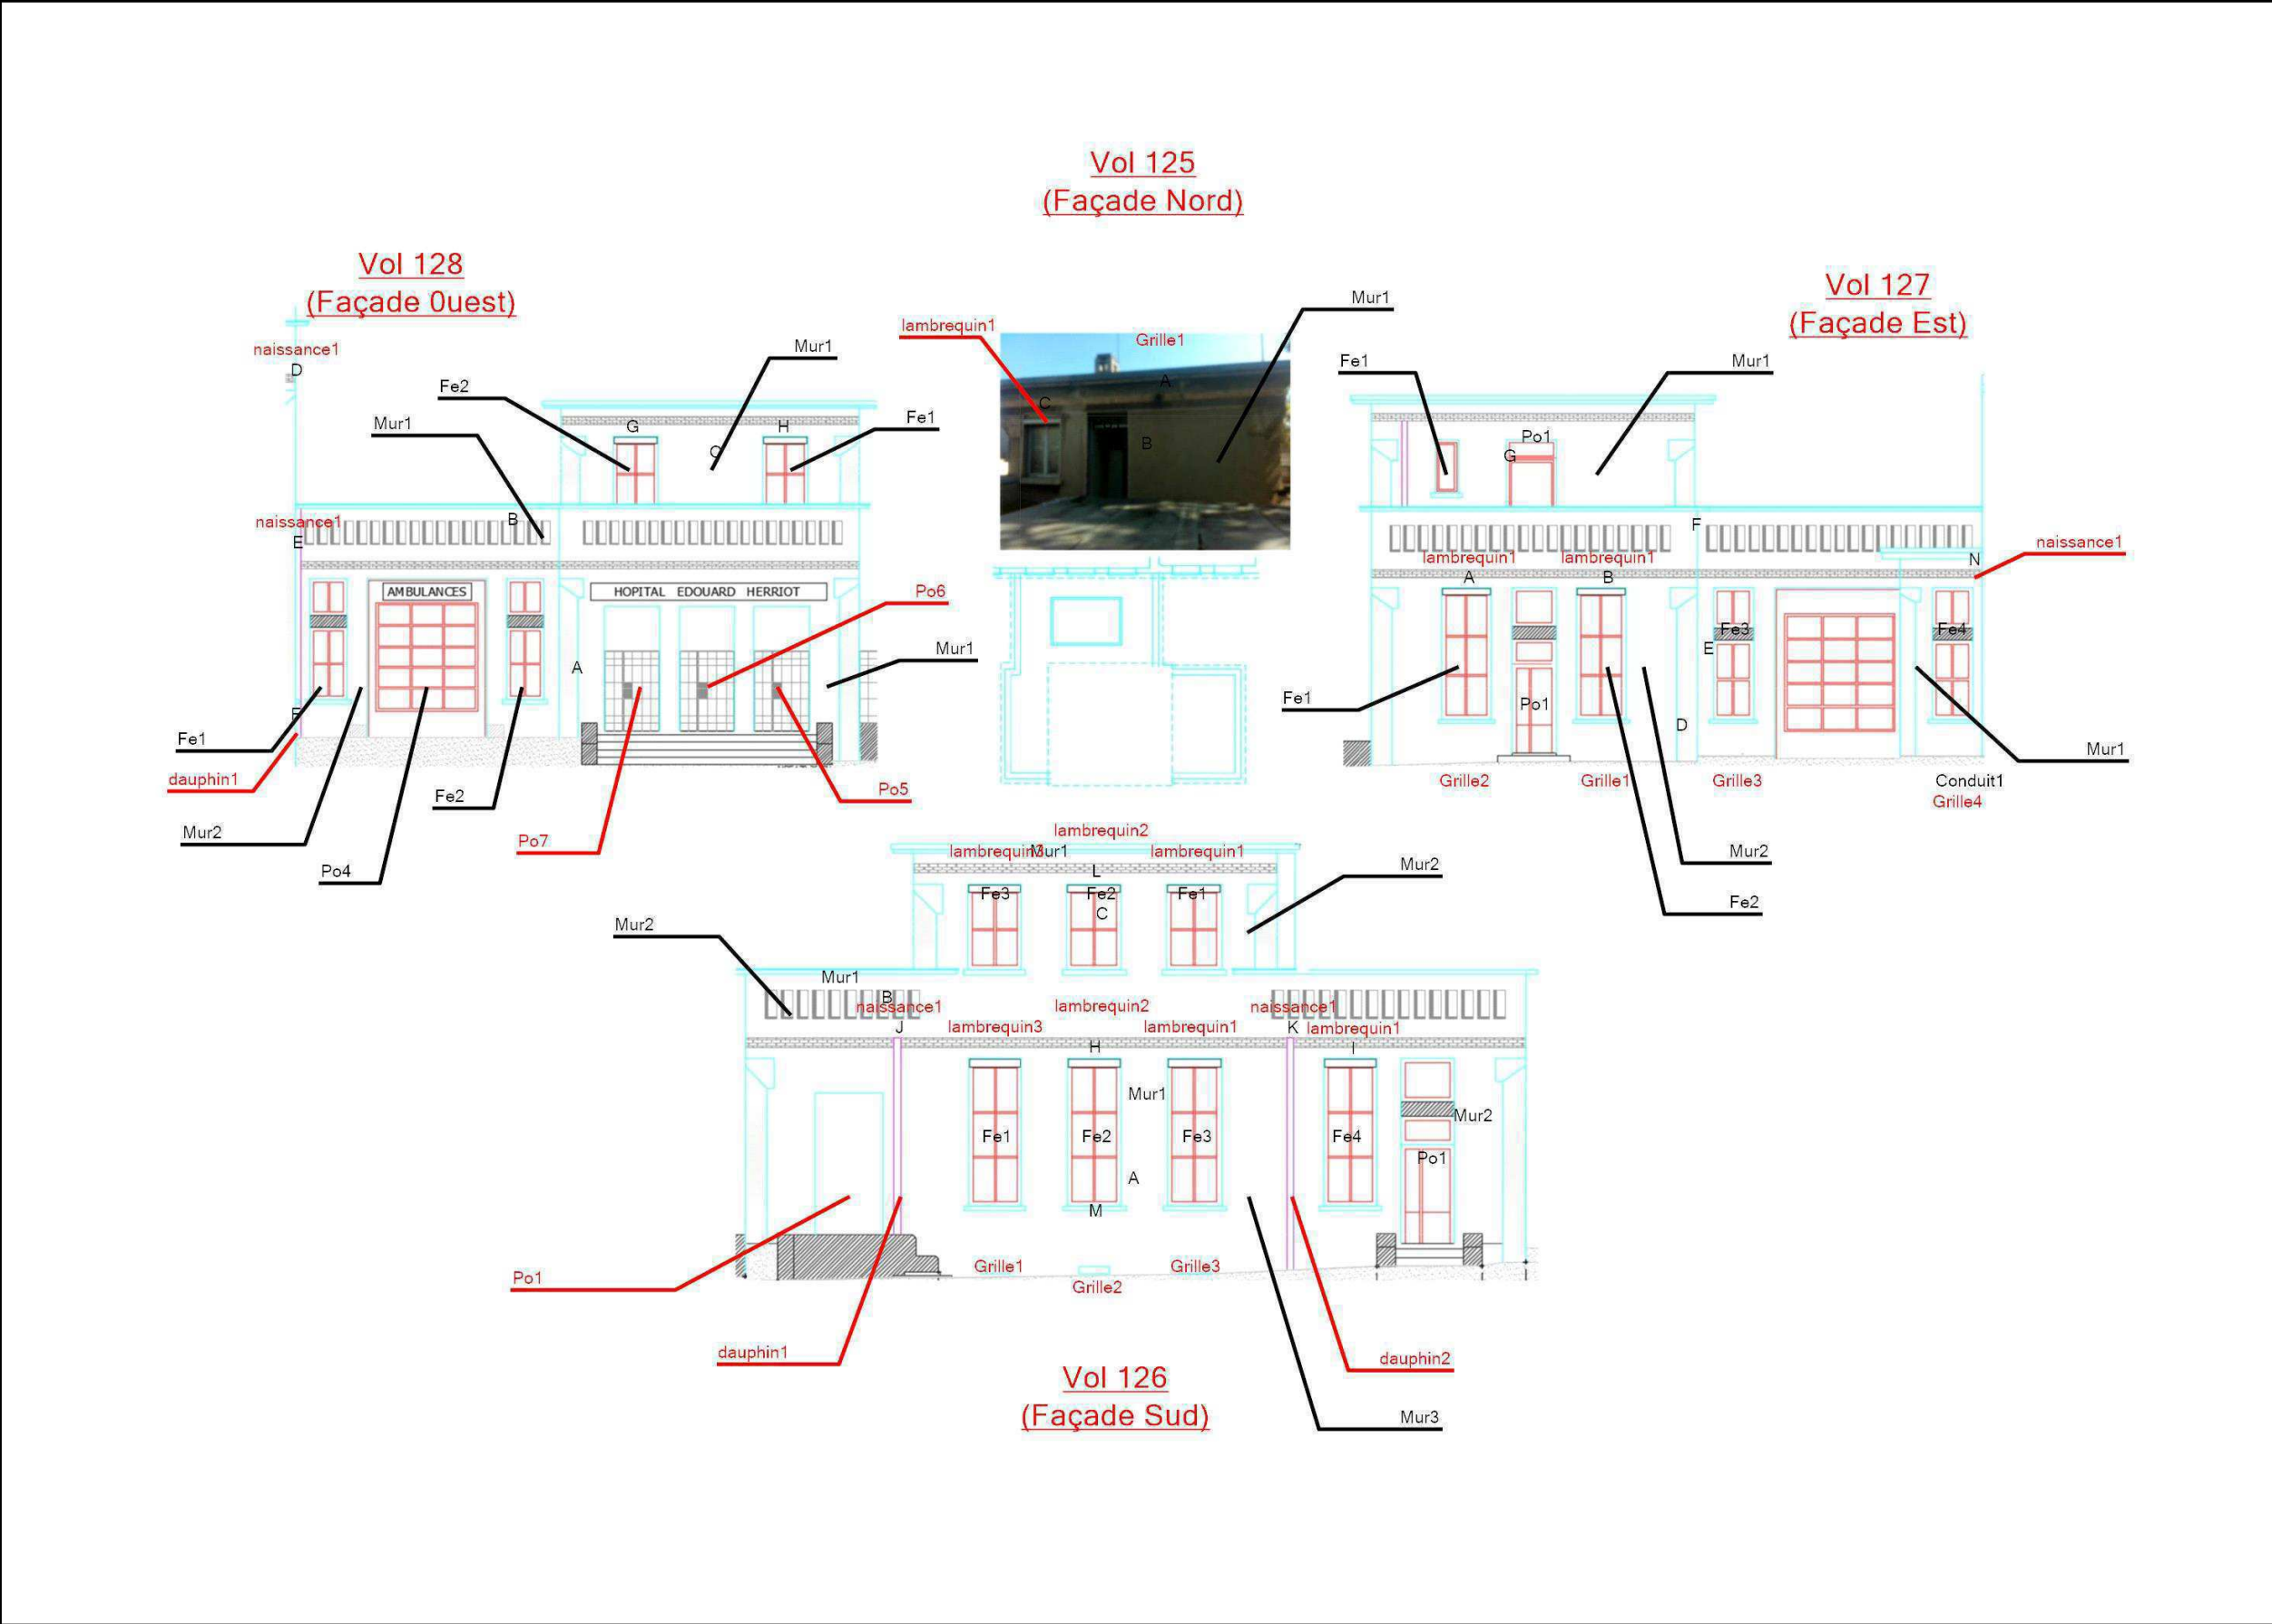 Vol 125
(Façade Nord)
Vol 128
(Façade 0uest)
naissance1
D
Fe2
Mur1
Mur1
Fe1
G
C
H
naissance1
E
B
AMBULANCES
HOPITAL EDOUARD HERRIOT
A
Po6
Mur1
F
Fe1
dauphin1
Mur2
Po4
Fe2
Po7
Po5
lambrequin1
Grille1
Mur1
A
C
B
Vol 127
(Façade Est)
Fe1
Mur1
Po1
G
F
lambrequin1
lambrequin1
A
B
N
naissance1
Fe3
Fe4
E
Po1
D
Fe1
Mur1
Grille2
Grille1
Grille3
Conduit1
Grille4
Mur2
Fe2
lambrequin2
lambrequin3
Mur1
lambrequin1
L
Fe3
Fe2
Fe1
C
Mur2
Mur2
Mur1
B
naissance1
lambrequin2
naissance1
J
lambrequin3
lambrequin1
K
lambrequin1
H
I
Mur1
Mur2
Fe1
Fe2
Fe3
Fe4
Po1
A
M
Grille1
Grille2
Grille3
Po1
dauphin1
dauphin2
Mur3
Vol 126
(Façade Sud)